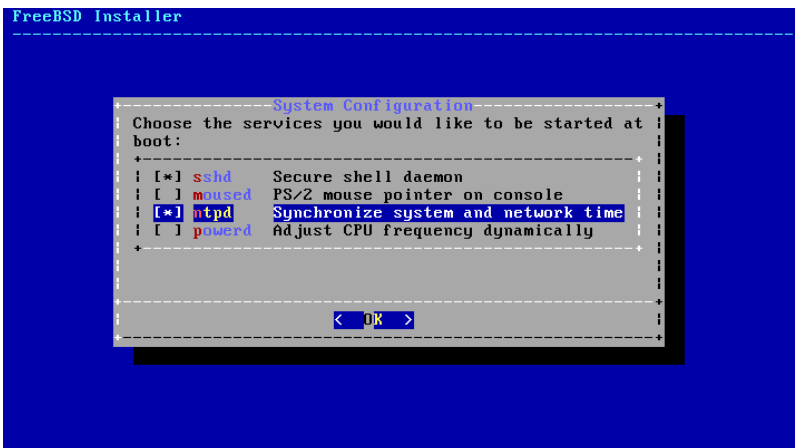 FreeBSD Installer
System Configuration
Choose the services you would like to be started at
boot:
[*] sshd Secure shell daemon
[ ] moused PS/2 mouse pointer on console
[*] ntpd Synchronize system and network time
[ ] powerd Adjust CPU frequency dynamically
< OK >